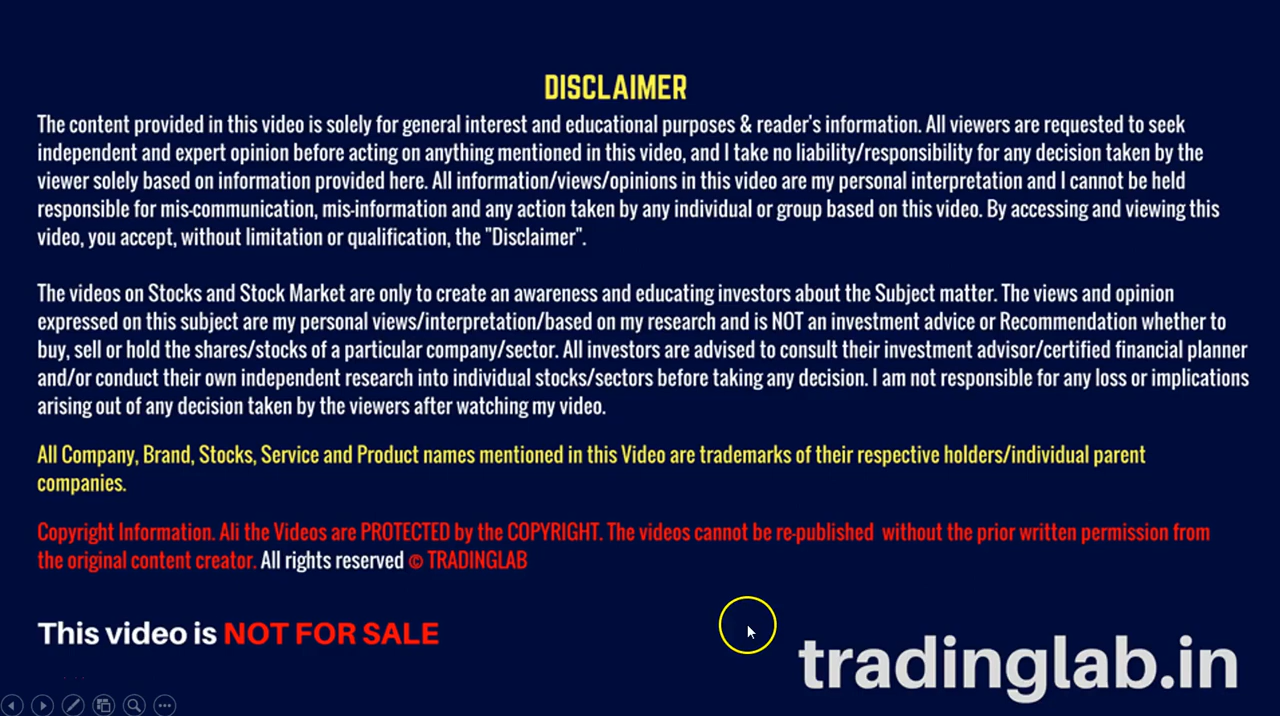 DISCLAIMER
The content provided in this video is solely for general interest and educational purposes & reader's information. All viewers are requested to seek
independent and expert opinion before acting on anything mentioned in this video, and I take no liability/responsibility for any decision taken by the
viewer solely based on information provided here. All information/views/opinions in this video are my personal interpretation and I cannot be held
responsible for mis-communication, mis-information and any action taken by any individual or group based on this video. By accessing and viewing this
video, you accept, without limitation or qualification, the "Disclaimer".
The videos on Stocks and Stock Market are only to create an awareness and educating investors about the Subject matter. The views and opinion
expressed on this subject are my personal views/interpretation/based on my research and is NOT an investment advice or Recommendation whether to
buy, sell or hold the shares/stocks of a particular company/sector. All investors are advised to consult their investment advisor/certified financial planner
and/or conduct their own independent research into individual stocks/sectors before taking any decision. I am not responsible for any loss or implications
arising out of any decision taken by the viewers after watching my video.
All Company, Brand, Stocks, Service and Product names mentioned in this Video are trademarks of their respective holders/individual parent
companies.
Copyright Information. Ali the Videos are PROTECTED by the COPYRIGHT. The videos cannot be re-published without the prior written permission from
the original content creator. All rights reserved © TRADINGLAB
This video is NOT FOR SALE
tradinglab.in